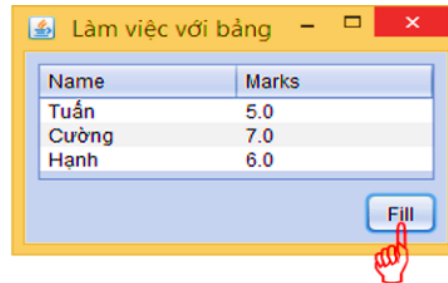 Làm việc với bảng
Name Marks
Tuấn 5.0
Cường 7.0
Hạnh 6.0
Fill